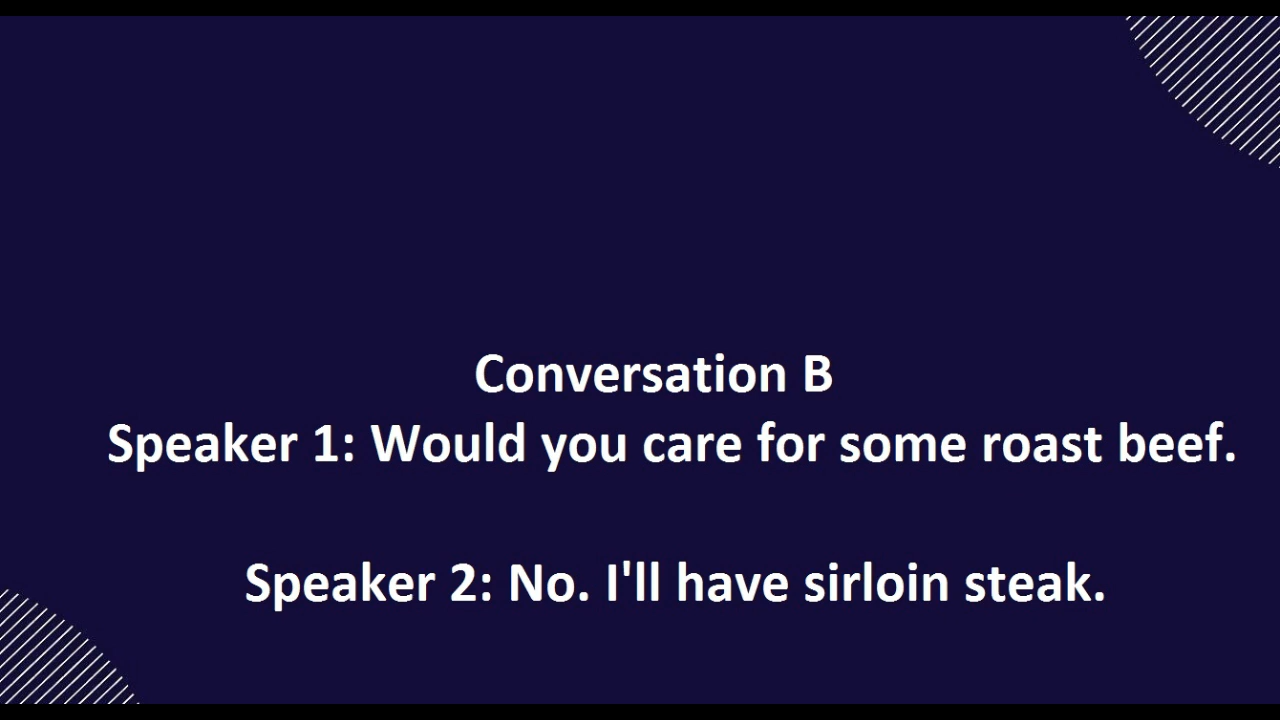 Conversation B
Speaker 1: Would you care for some roast beef.
Speaker 2: No. I'll have sirloin steak.